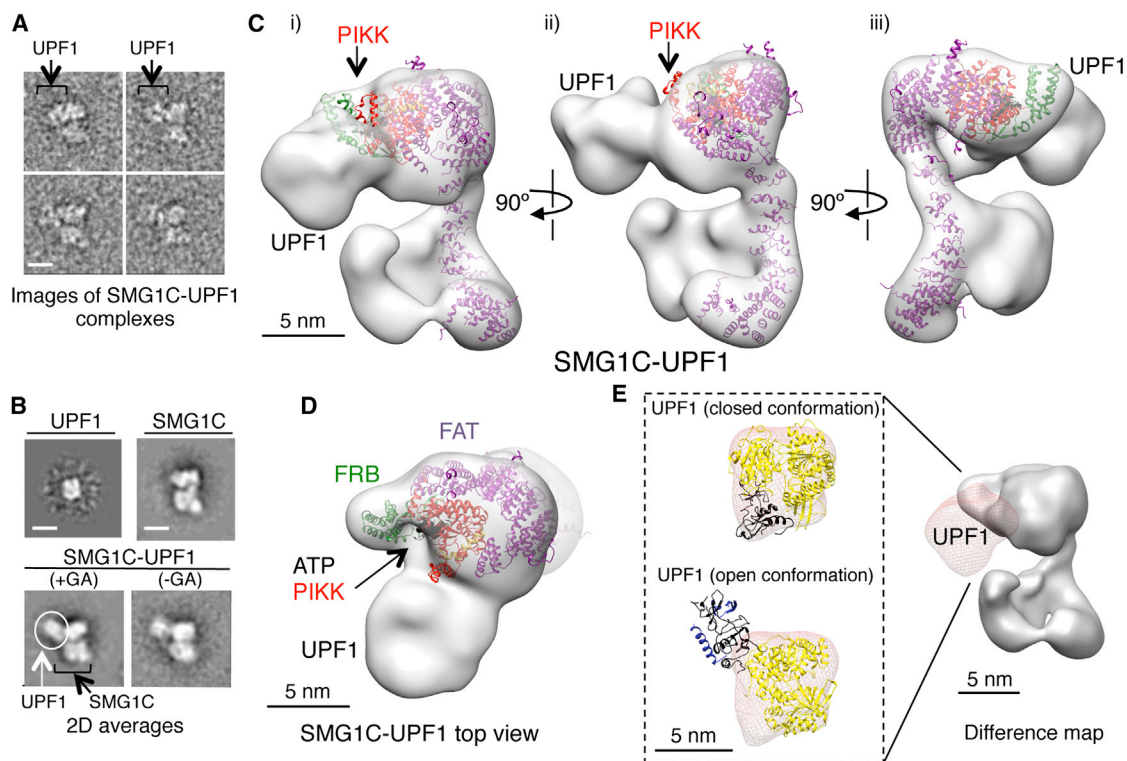 A
UPF1 UPF1
Images of SMG1C-UPF1
complexes
B
UPF1 SMG1C
SMG1C-UPF1
(+GA) (-GA)
UPF1 SMG1C
2D averages
C i) ii) iii)
PIKK PIKK
UPF1 UPF1
90º 90º
UPF1
5 nm
SMG1C-UPF1
D
FAT
FRB
ATP
PIKK
UPF1
5 nm
SMG1C-UPF1 top view
E
UPF1 (closed conformation)
UPF1 (open conformation)
5 nm
UPF1
5 nm
Difference map